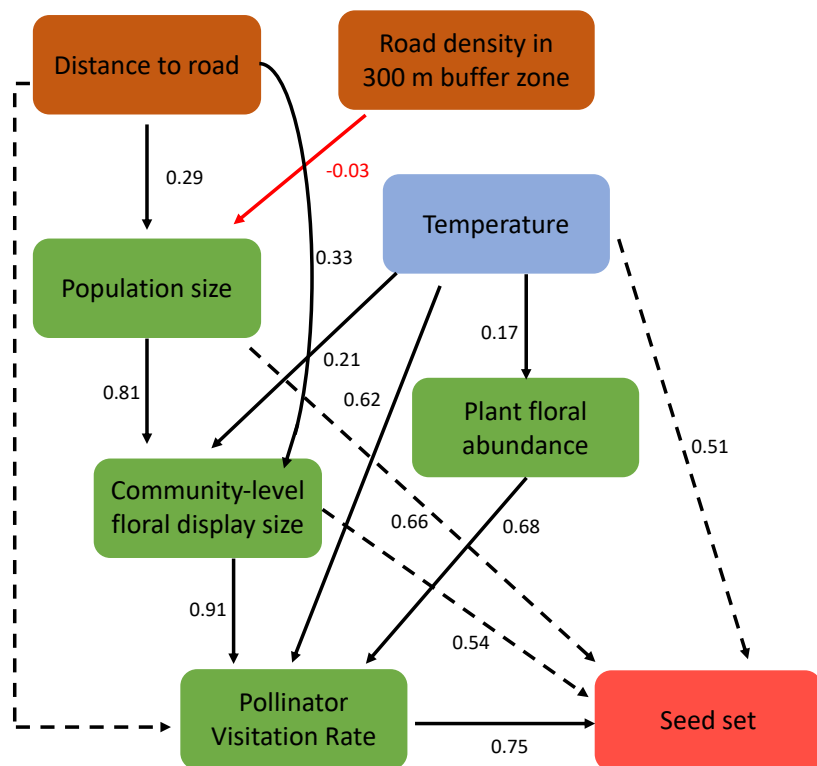 Distance to road
Road density in
300 m buffer zone
0.29
-0.03
Temperature
0.33
Population size
0.17
0.21
0.81
0.62
Plant floral
abundance
0.51
Community-level
floral display size
0.66
0.68
0.91
0.54
Pollinator
Visitation Rate
0.75
Seed set